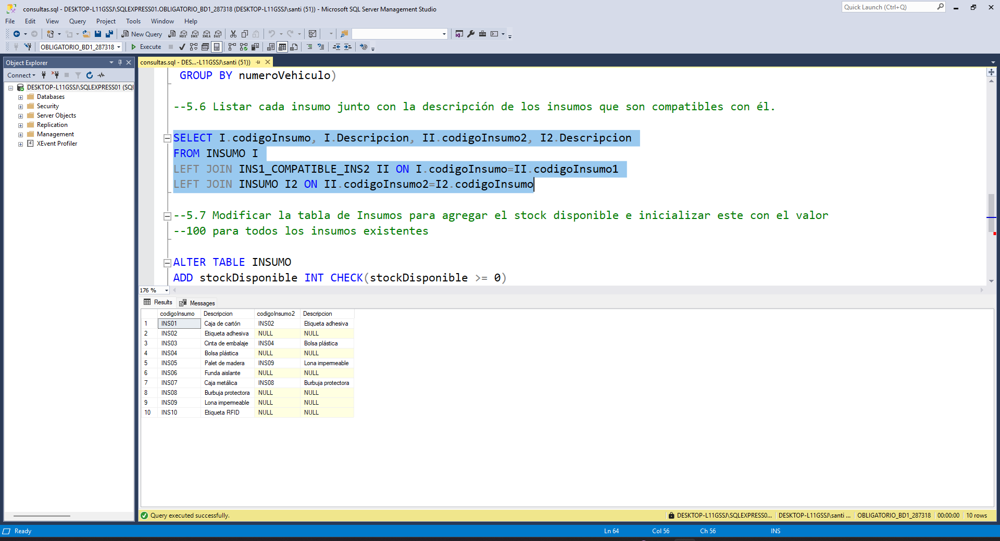 consultas.sql - DESKTOP-L11GSSJ\SQLEXPRESS01.OBLIGATORIO_BD1_287318 (DESKTOP-L11GSSJ\santi (51)) - Microsoft SQL Server Management Studio
Quick Launch (Ctrl+Q)
File Edit View Query Project Tools Window Help
New Query
OBLIGATORIO_BD1_287318 Execute
Object Explorer
Connect
DESKTOP-L11GSSJ\SQLEXPRESS01 (SQ
Databases
Security
Server Objects
Replication
Management
XEvent Profiler
consultas.sql - DES...-L11GSSJ\santi (51))
GROUP BY numeroVehiculo)
--5.6 Listar cada insumo junto con la descripción de los insumos que son compatibles con él.
SELECT I.codigoInsumo, I.Descripcion, II.codigoInsumo2, I2.Descripcion
FROM INSUMO I
LEFT JOIN INS1_COMPATIBLE_INS2 II ON I.codigoInsumo=II.codigoInsumo1
LEFT JOIN INSUMO I2 ON II.codigoInsumo2=I2.codigoInsumo
--5.7 Modificar la tabla de Insumos para agregar el stock disponible e inicializar este con el valor
--100 para todos los insumos existentes
ALTER TABLE INSUMO
ADD stockDisponible INT CHECK(stockDisponible >= 0)
176 %
Results Messages
codigoInsumo Descripcion codigoInsumo2 Descripcion
1 INS01 Caja de cartón INS02 Etiqueta adhesiva
2 INS02 Etiqueta adhesiva NULL NULL
3 INS03 Cinta de embalaje INS04 Bolsa plástica
4 INS04 Bolsa plástica NULL NULL
5 INS05 Palet de madera INS09 Lona impermeable
6 INS06 Funda aislante NULL NULL
7 INS07 Caja metálica INS08 Burbuja protectora
8 INS08 Burbuja protectora NULL NULL
9 INS09 Lona impermeable NULL NULL
10 INS10 Etiqueta RFID NULL NULL
Query executed successfully. DESKTOP-L11GSSJ\SQLEXPRESS0... DESKTOP-L11GSSJ\santi ... OBLIGATORIO_BD1_287318 00:00:00 10 rows
Ready Ln 64 Col 56 Ch 56 INS